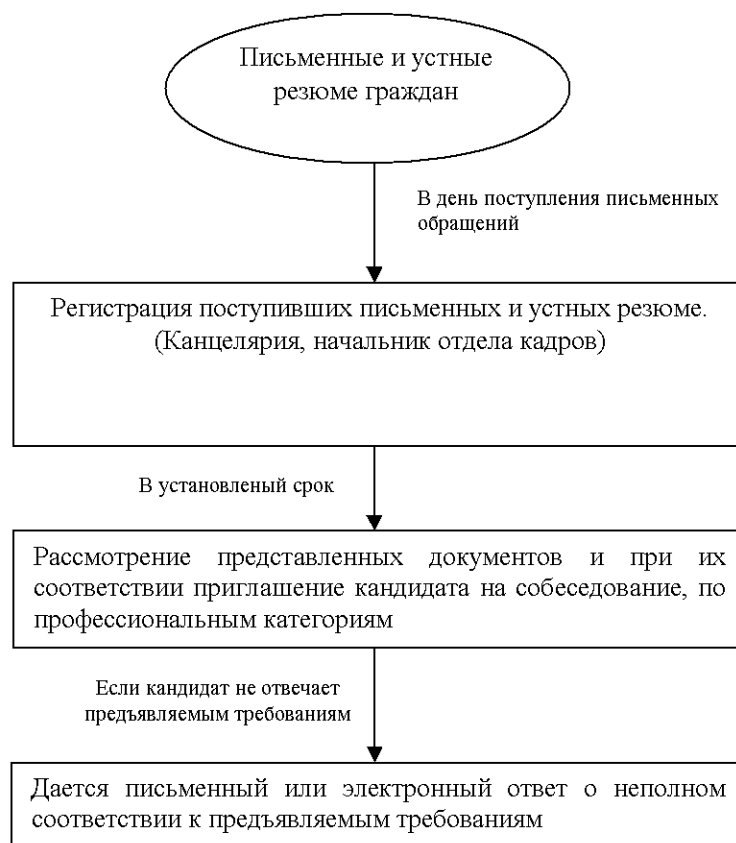 Письменные и устные
резюме граждан
В день поступления письменных
обращений
Регистрация поступивших письменных и устных резюме.
(Канцелярия, начальник отдела кадров)
В установленый срок
Рассмотрение представленных документов и при их
соответствии приглашение кандидата на собеседование, по
профессиональным категориям
Если кандидат не отвечает
предъявляемым требованиям
Дается письменный или электронный ответ о неполном
соответствии к предъявляемым требованиям